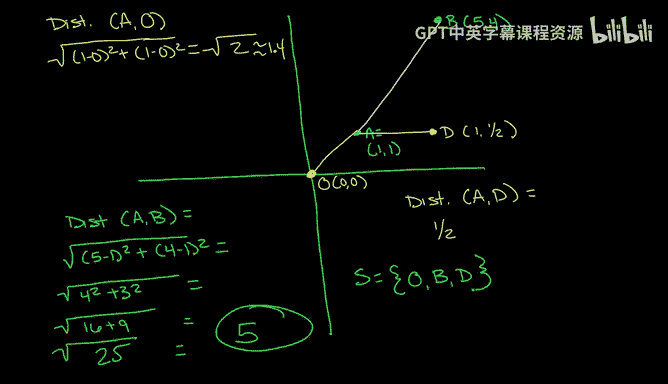 Dist. (A,O)
√(1-0)²+(1-0)² = √2 ≈ 1.4
B (5,4)
GPT中英字幕课程资源 bilibili
A=
(1,1)
D (1,½)
O(0,0)
Dist. (A,D) =
½
S={O,B,D}
Dist (A,B) =
√(5-1)²+(4-1)² =
√4²+3² =
√16+9 =
√25 =
5